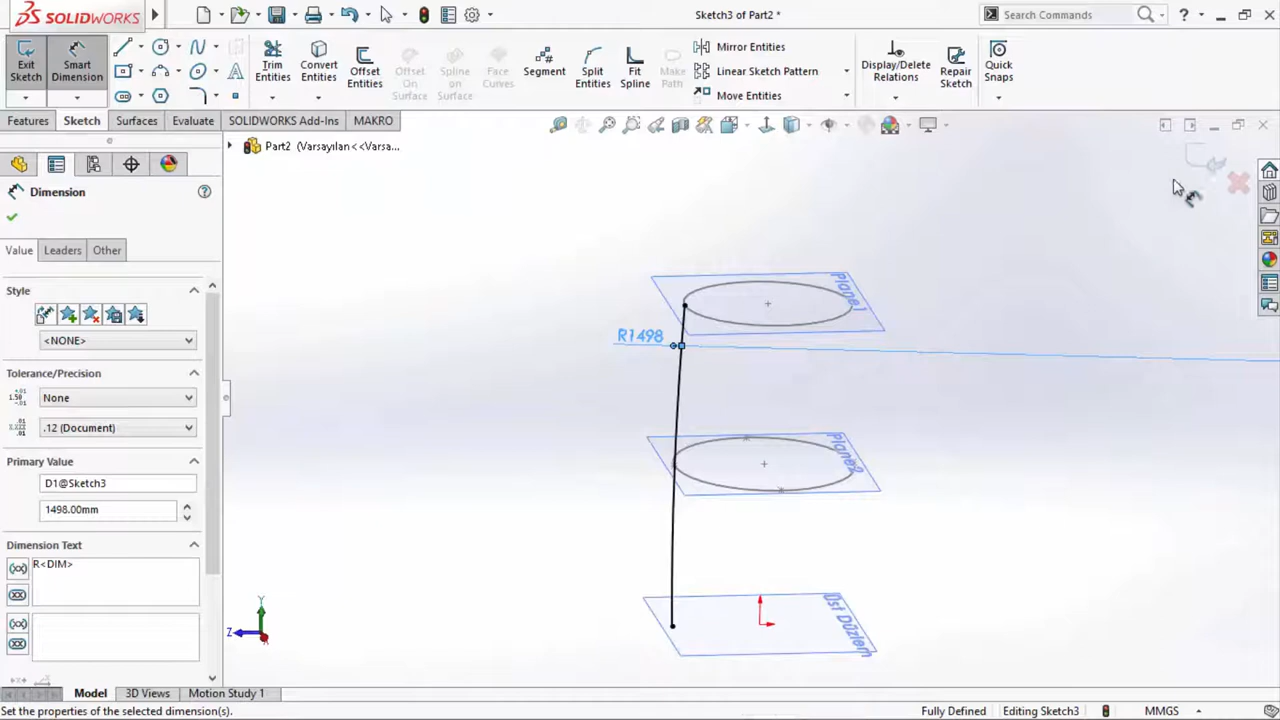 SOLIDWORKS
Sketch3 of Part2 *
Search Commands
?
Exit
Sketch
Smart
Dimension
Trim
Entities
Convert
Entities
Offset
Entities
Offset
On
Surface
Spline
on
Surface
Face
Curves
Segment
Split
Entities
Fit
Spline
Make
Path
Mirror Entities
Linear Sketch Pattern
Move Entities
Display/Delete
Relations
Repair
Sketch
Quick
Snaps
Features
Sketch
Surfaces
Evaluate
SOLIDWORKS Add-Ins
MAKRO
Part2 (Varsayılan<<Varsa...
Dimension
Value
Leaders
Other
Style
<NONE>
Tolerance/Precision
None
.12 (Document)
Primary Value
D1@Sketch3
1498.00mm
Dimension Text
R<DIM>
Plane1
R1498
Plane2
Üst Düzlem
Y
Z
Model
3D Views
Motion Study 1
Set the properties of the selected dimension(s).
Fully Defined
Editing Sketch3
MMGS